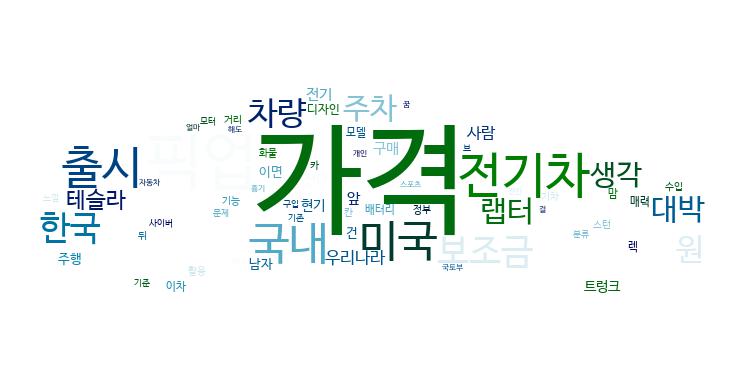 전기
꿈
모터
거리
디자인
차량
주차
얼마
해도
모델
사람
가격
픽업
화물
개인
구매
브
출시
이면
카
전기차
생각
자동차
흡기
스포츠
수입
테슬라
기능
구입
현기
앞
맘
매력
랩터
대박
문제
기준
칸
배터리
정부
결
한국
사이버
국내
건
미국
스턴
뒤
분류
보조금
렉
원
주행
남자
우리나라
국토부
활용
기준
이차
트렁크